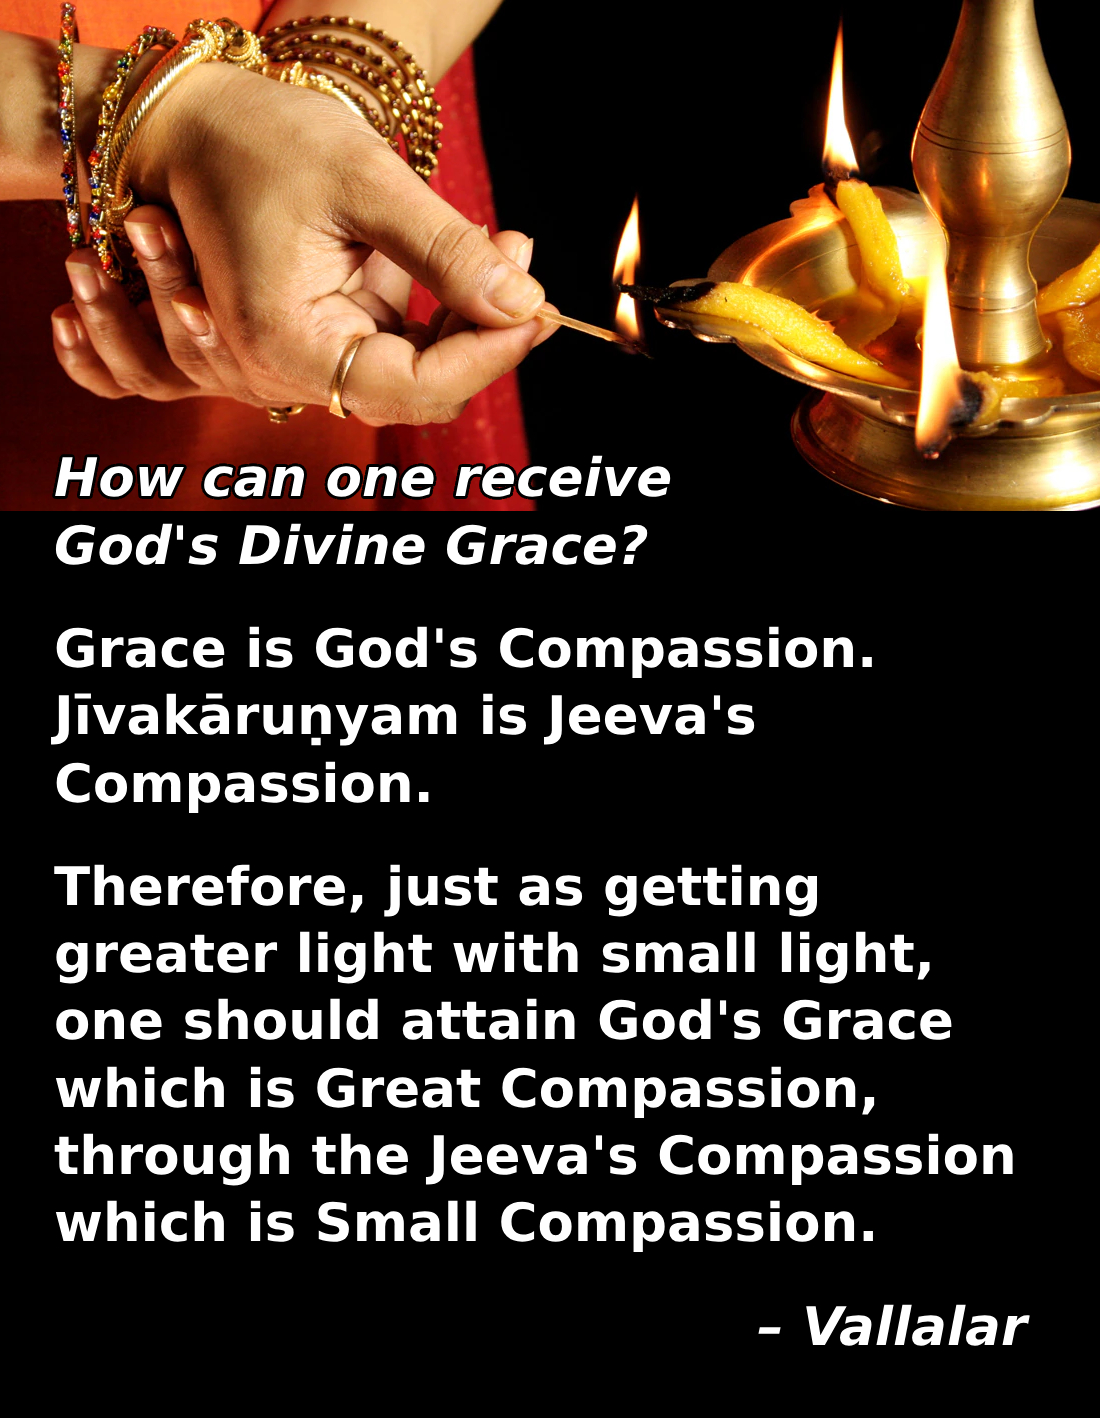 How can one receive
God's Divine Grace?
Grace is God's Compassion.
Jīvakāruṇyam is Jeeva's
Compassion.
Therefore, just as getting
greater light with small light,
one should attain God's Grace
which is Great Compassion,
through the Jeeva's Compassion
which is Small Compassion.
– Vallalar